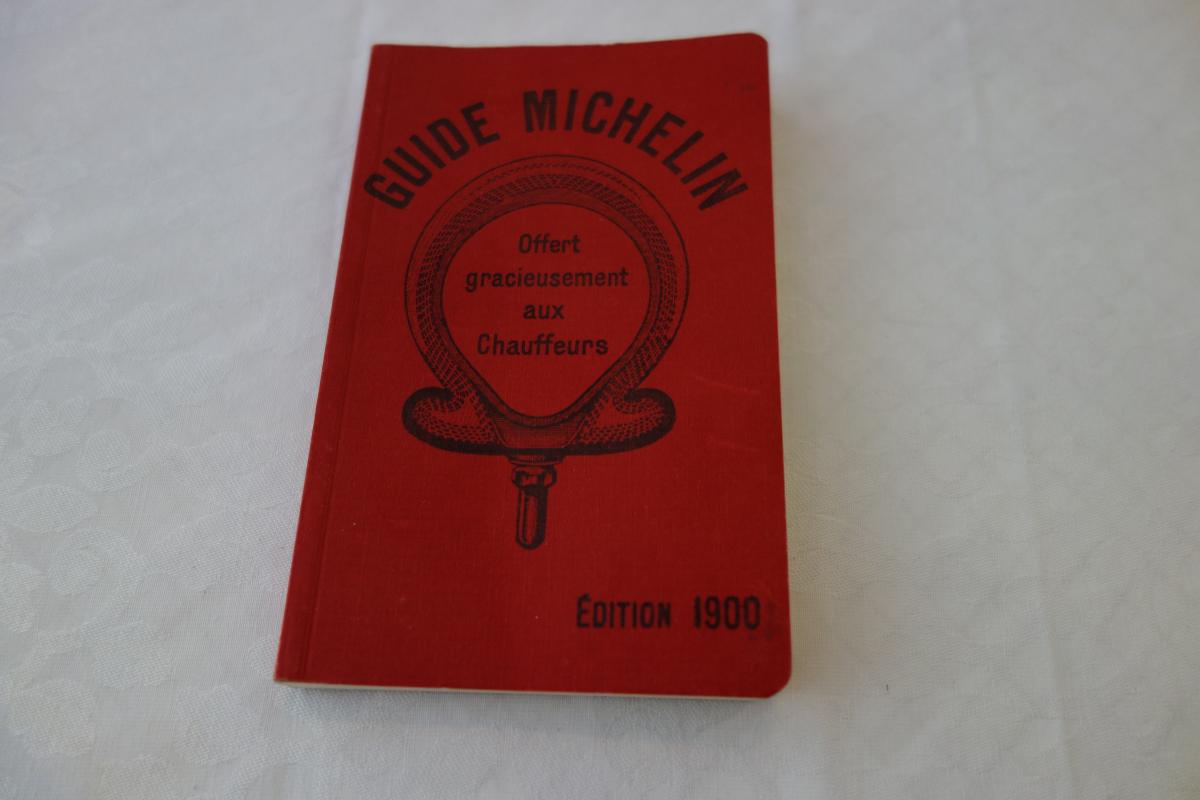 GUIDE MICHELIN
Offert
gracieusement
aux
Chauffeurs
ÉDITION 1900